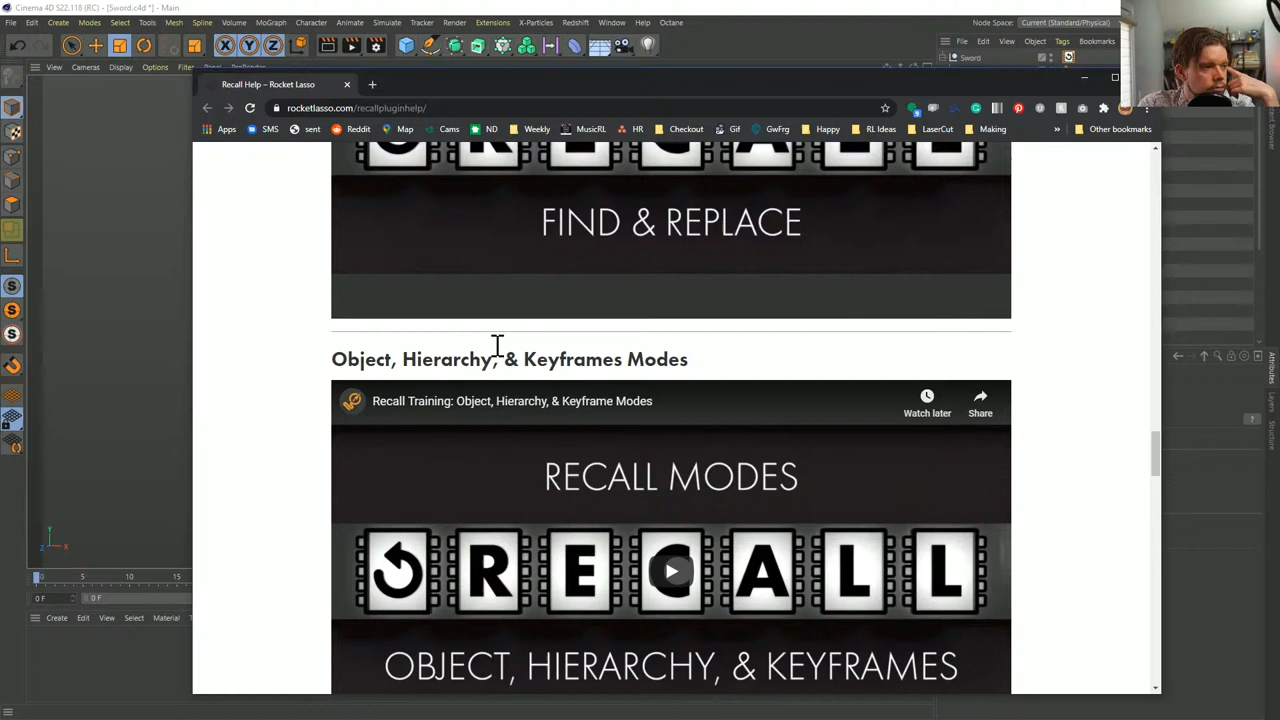 Cinema 4D S22.118 (RC) - [Sword.c4d *] - Main
File Edit Create Modes Select Tools Mesh Spline Volume MoGraph Character Animate Simulate Tracker Render Extensions X-Particles Redshift Window Help Octane Node Space: Current (Standard/Physical)
X Y Z
View Cameras Display Options
File Edit View Object Tags Bookmarks
Sword
Recall Help – Rocket Lasso
rocketlasso.com/recallpluginhelp/
Apps SMS sent Reddit Map Cams ND Weekly MusicRL HR Checkout Gif GwFrg Happy RL Ideas LaserCut Making » Other bookmarks
RECALL
FIND & REPLACE
Object, Hierarchy, & Keyframes Modes
Recall Training: Object, Hierarchy, & Keyframe Modes
Watch later Share
RECALL MODES
RECALL
OBJECT, HIERARCHY, & KEYFRAMES
Y
Z X
0 5 10 15
0 F 0 F
Create Edit View Select Material
S
S
S
Attributes
Layers
Structure